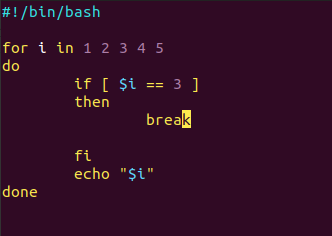 #!/bin/bash
for i in 1 2 3 4 5
do
if [ $i == 3 ]
then
break
fi
echo "$i"
done